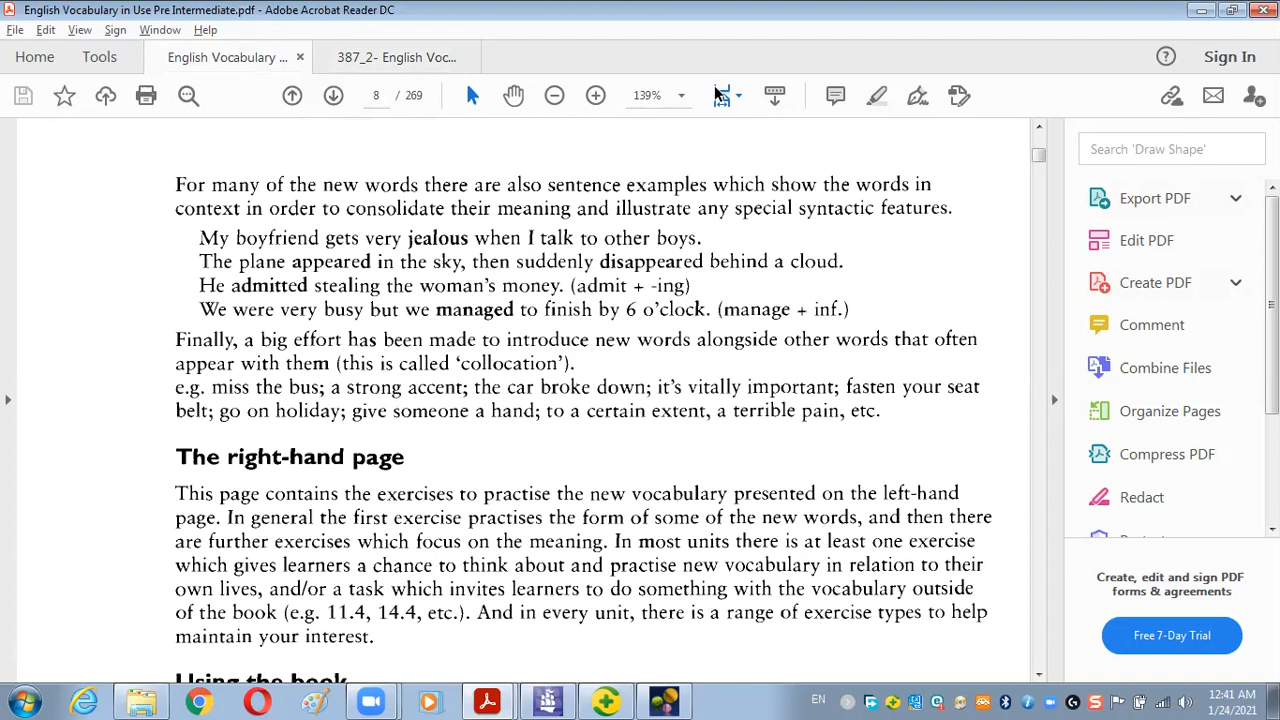 English Vocabulary in Use Pre Intermediate.pdf - Adobe Acrobat Reader DC
File Edit View Sign Window Help
Home Tools English Vocabulary ... × 387_2- English Voc... ? Sign In
8 / 269 139%
For many of the new words there are also sentence examples which show the words in
context in order to consolidate their meaning and illustrate any special syntactic features.
My boyfriend gets very jealous when I talk to other boys.
The plane appeared in the sky, then suddenly disappeared behind a cloud.
He admitted stealing the woman's money. (admit + -ing)
We were very busy but we managed to finish by 6 o'clock. (manage + inf.)
Finally, a big effort has been made to introduce new words alongside other words that often
appear with them (this is called 'collocation').
e.g. miss the bus; a strong accent; the car broke down; it's vitally important; fasten your seat
belt; go on holiday; give someone a hand; to a certain extent, a terrible pain, etc.
The right-hand page
This page contains the exercises to practise the new vocabulary presented on the left-hand
page. In general the first exercise practises the form of some of the new words, and then there
are further exercises which focus on the meaning. In most units there is at least one exercise
which gives learners a chance to think about and practise new vocabulary in relation to their
own lives, and/or a task which invites learners to do something with the vocabulary outside
of the book (e.g. 11.4, 14.4, etc.). And in every unit, there is a range of exercise types to help
maintain your interest.
Using the book
Search 'Draw Shape'
Export PDF
Edit PDF
Create PDF
Comment
Combine Files
Organize Pages
Compress PDF
Redact
Create, edit and sign PDF
forms & agreements
Free 7-Day Trial
EN
12:41 AM
1/24/2021